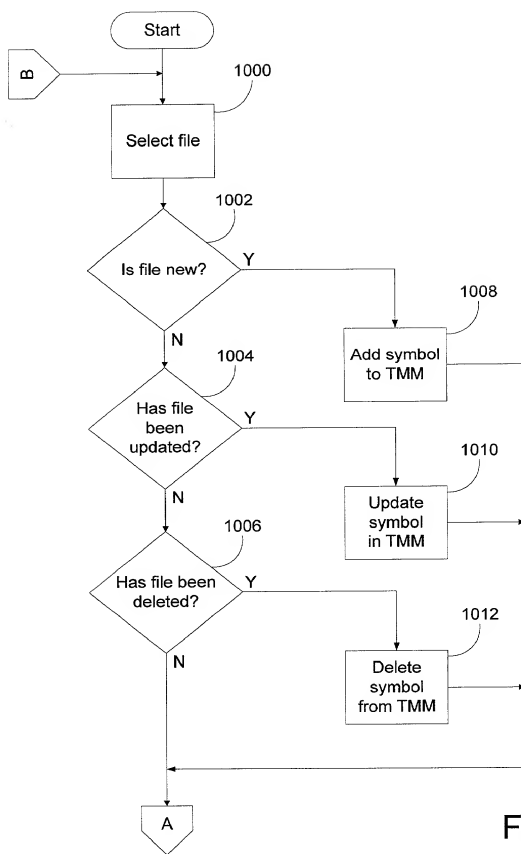 Start
B
1000
Select file
1002
Is file new?
Y
N
1008
Add symbol
to TMM
1004
Has file
been
updated?
Y
N
1010
Update
symbol
in TMM
1006
Has file been
deleted?
Y
N
1012
Delete
symbol
from TMM
A
F